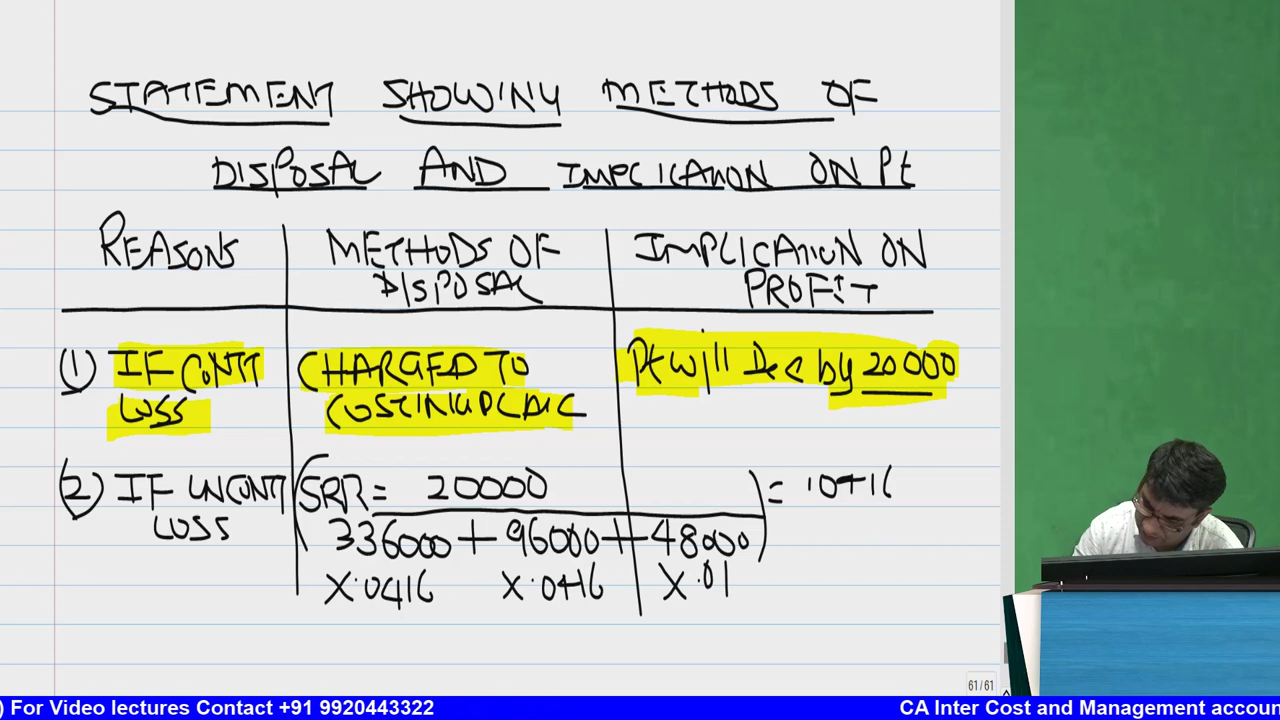 STATEMENT SHOWING METHODS OF
DISPOSAL AND IMPLICATION ON Pt
REASONS METHODS OF DISPOSAL IMPLICATION ON PROFIT
(1) IF CONTT LOSS CHARGED TO COSTING P&L A/C Pt will Dec by 20000
(2) IF UNCONTT LOSS (SRR = 20000 ) = .0416
336000 + 96000 + 48000
X .0416 X .0416 X .01
61/61
) For Video lectures Contact +91 9920443322 CA Inter Cost and Management accoun